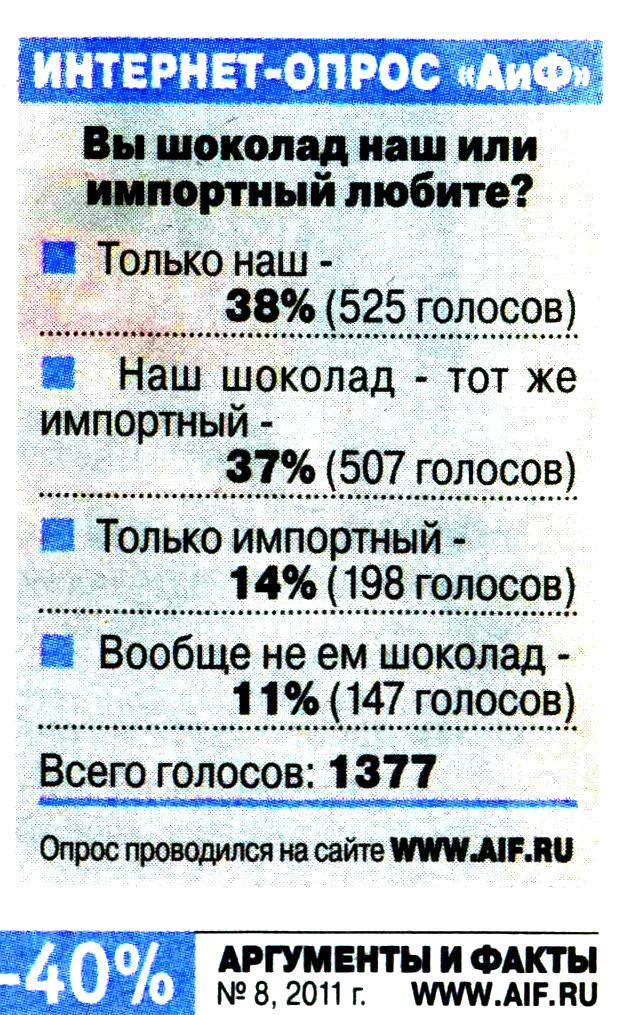 ИНТЕРНЕТ-ОПРОС «АиФ»
Вы шоколад наш или
импортный любите?
Только наш -
38% (525 голосов)
Наш шоколад - тот же
импортный -
37% (507 голосов)
Только импортный -
14% (198 голосов)
Вообще не ем шоколад -
11% (147 голосов)
Всего голосов: 1377
Опрос проводился на сайте WWW.AIF.RU
-40%
АРГУМЕНТЫ И ФАКТЫ
№ 8, 2011 г. WWW.AIF.RU